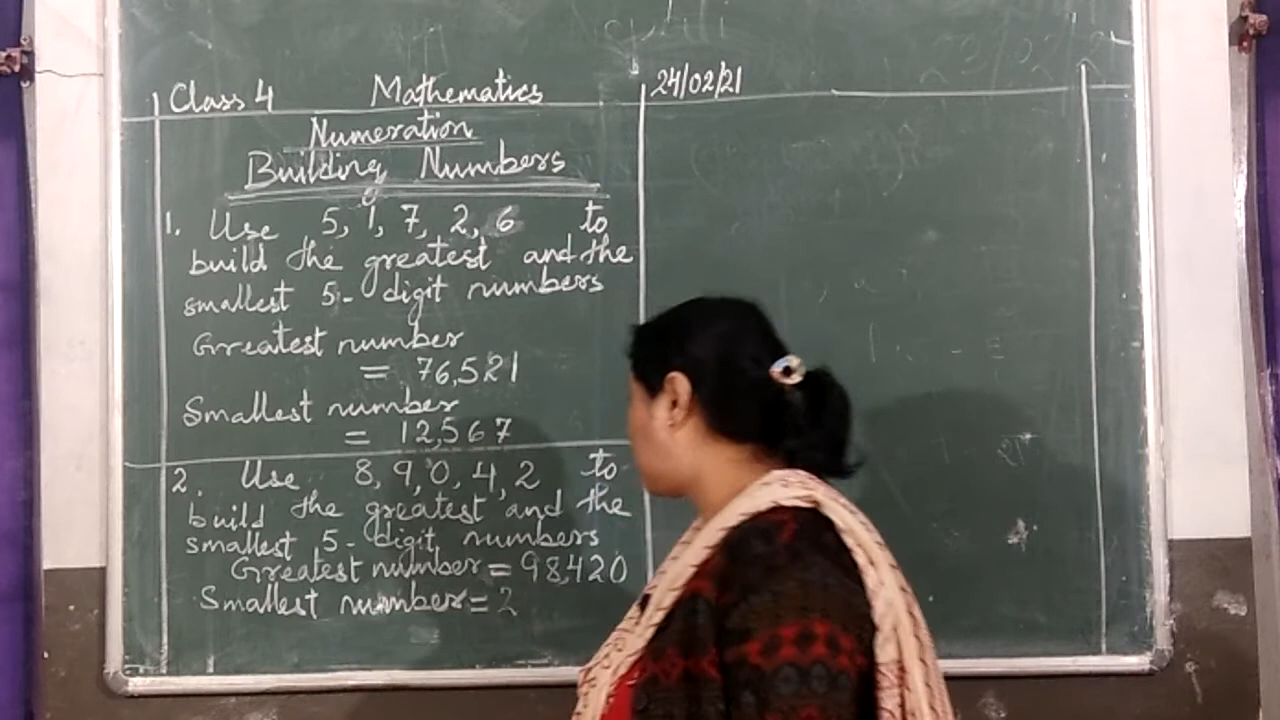 Class 4 Mathematics 24/02/21
Numeration
Building Numbers
1. Use 5, 1, 7, 2, 6 to
build the greatest and the
smallest 5-digit numbers
Greatest number
= 76,521
Smallest number
= 12,567
2. Use 8, 9, 0, 4, 2 to
build the greatest and the
smallest 5-digit numbers
Greatest number = 98,420
Smallest number = 2